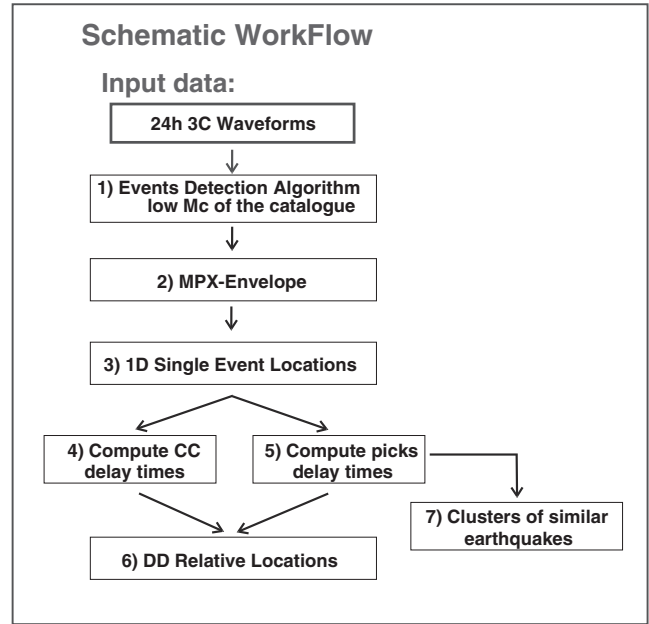 Schematic WorkFlow
Input data:
24h 3C Waveforms
1) Events Detection Algorithm
low Mc of the catalogue
2) MPX-Envelope
3) 1D Single Event Locations
4) Compute CC
delay times
5) Compute picks
delay times
7) Clusters of similar
earthquakes
6) DD Relative Locations